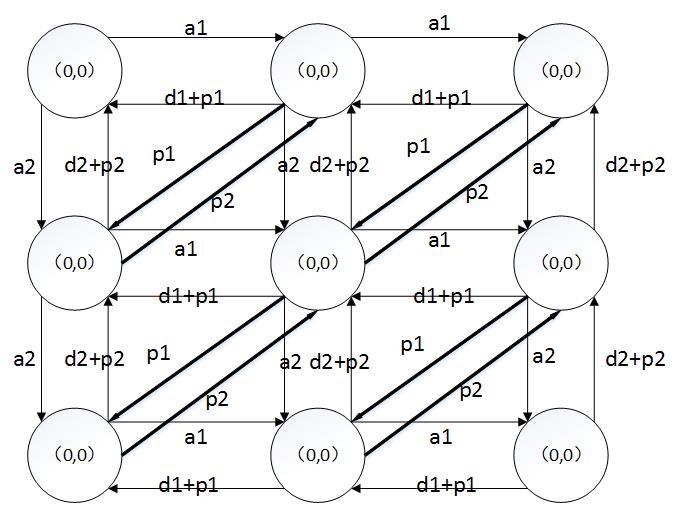 a1 a1
(0,0) (0,0) (0,0)
d1+p1 d1+p1
p1 p1
a2 d2+p2 a2 d2+p2 a2 d2+p2
p2 p2
a1 a1
(0,0) (0,0) (0,0)
d1+p1 d1+p1
p1 p1
a2 d2+p2 a2 d2+p2 a2 d2+p2
p2 p2
a1 a1
(0,0) (0,0) (0,0)
d1+p1 d1+p1